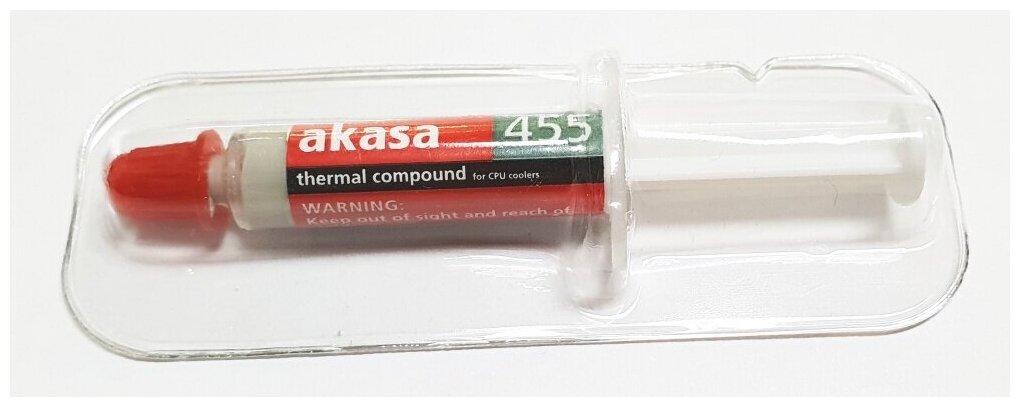 akasa 455
thermal compound for CPU coolers
WARNING:
Keep out of sight and reach of